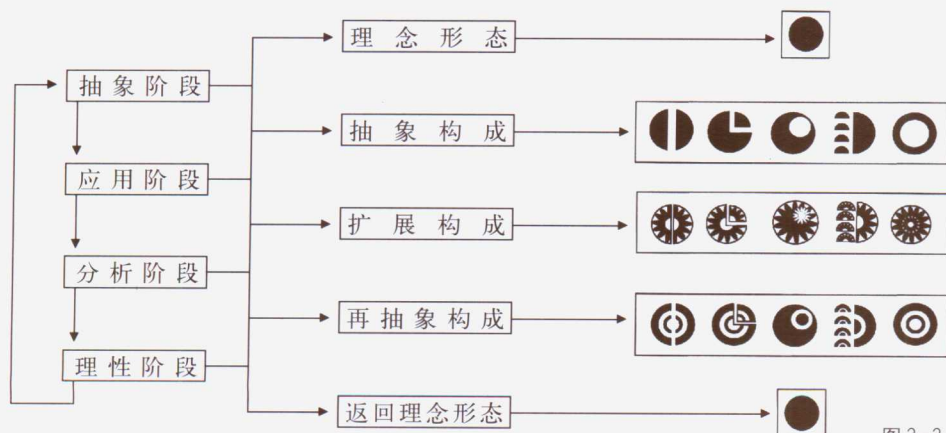 理念形态
抽象阶段
抽象构成
应用阶段
扩展构成
分析阶段
再抽象构成
理性阶段
返回理念形态